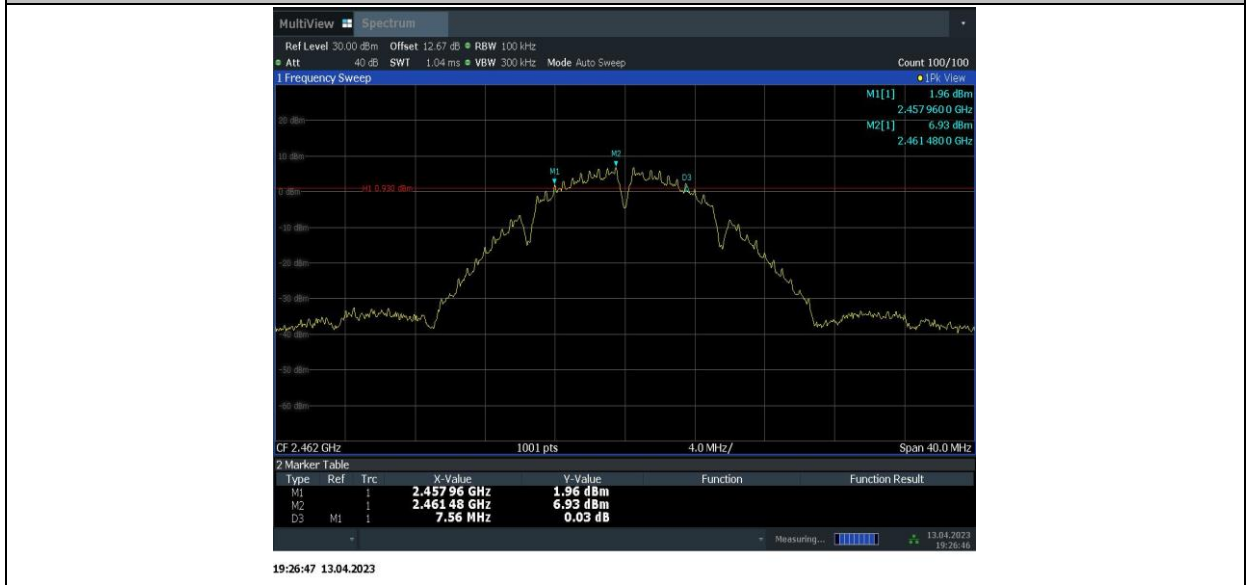 MultiView Spectrum
Ref Level 30.00 dBm Offset 12.67 dB RBW 100 kHz
Att 40 dB SWT 1.04 ms VBW 300 kHz Mode Auto Sweep Count 100/100
1 Frequency Sweep 1Pk View
M1[1] 1.96 dBm
2.457 960 0 GHz
20 dBm M2[1] 6.93 dBm
2.461 480 0 GHz
10 dBm M2
M1 D3
0 dBm H1 0.930 dBm
-10 dBm
-20 dBm
-30 dBm
-40 dBm
-50 dBm
-60 dBm
CF 2.462 GHz 1001 pts 4.0 MHz/ Span 40.0 MHz
2 Marker Table
Type Ref Trc X-Value Y-Value Function Function Result
M1 1 2.457 96 GHz 1.96 dBm
M2 1 2.461 48 GHz 6.93 dBm
D3 M1 1 7.56 MHz 0.03 dB
Measuring... 13.04.2023
19:26:46
19:26:47 13.04.2023